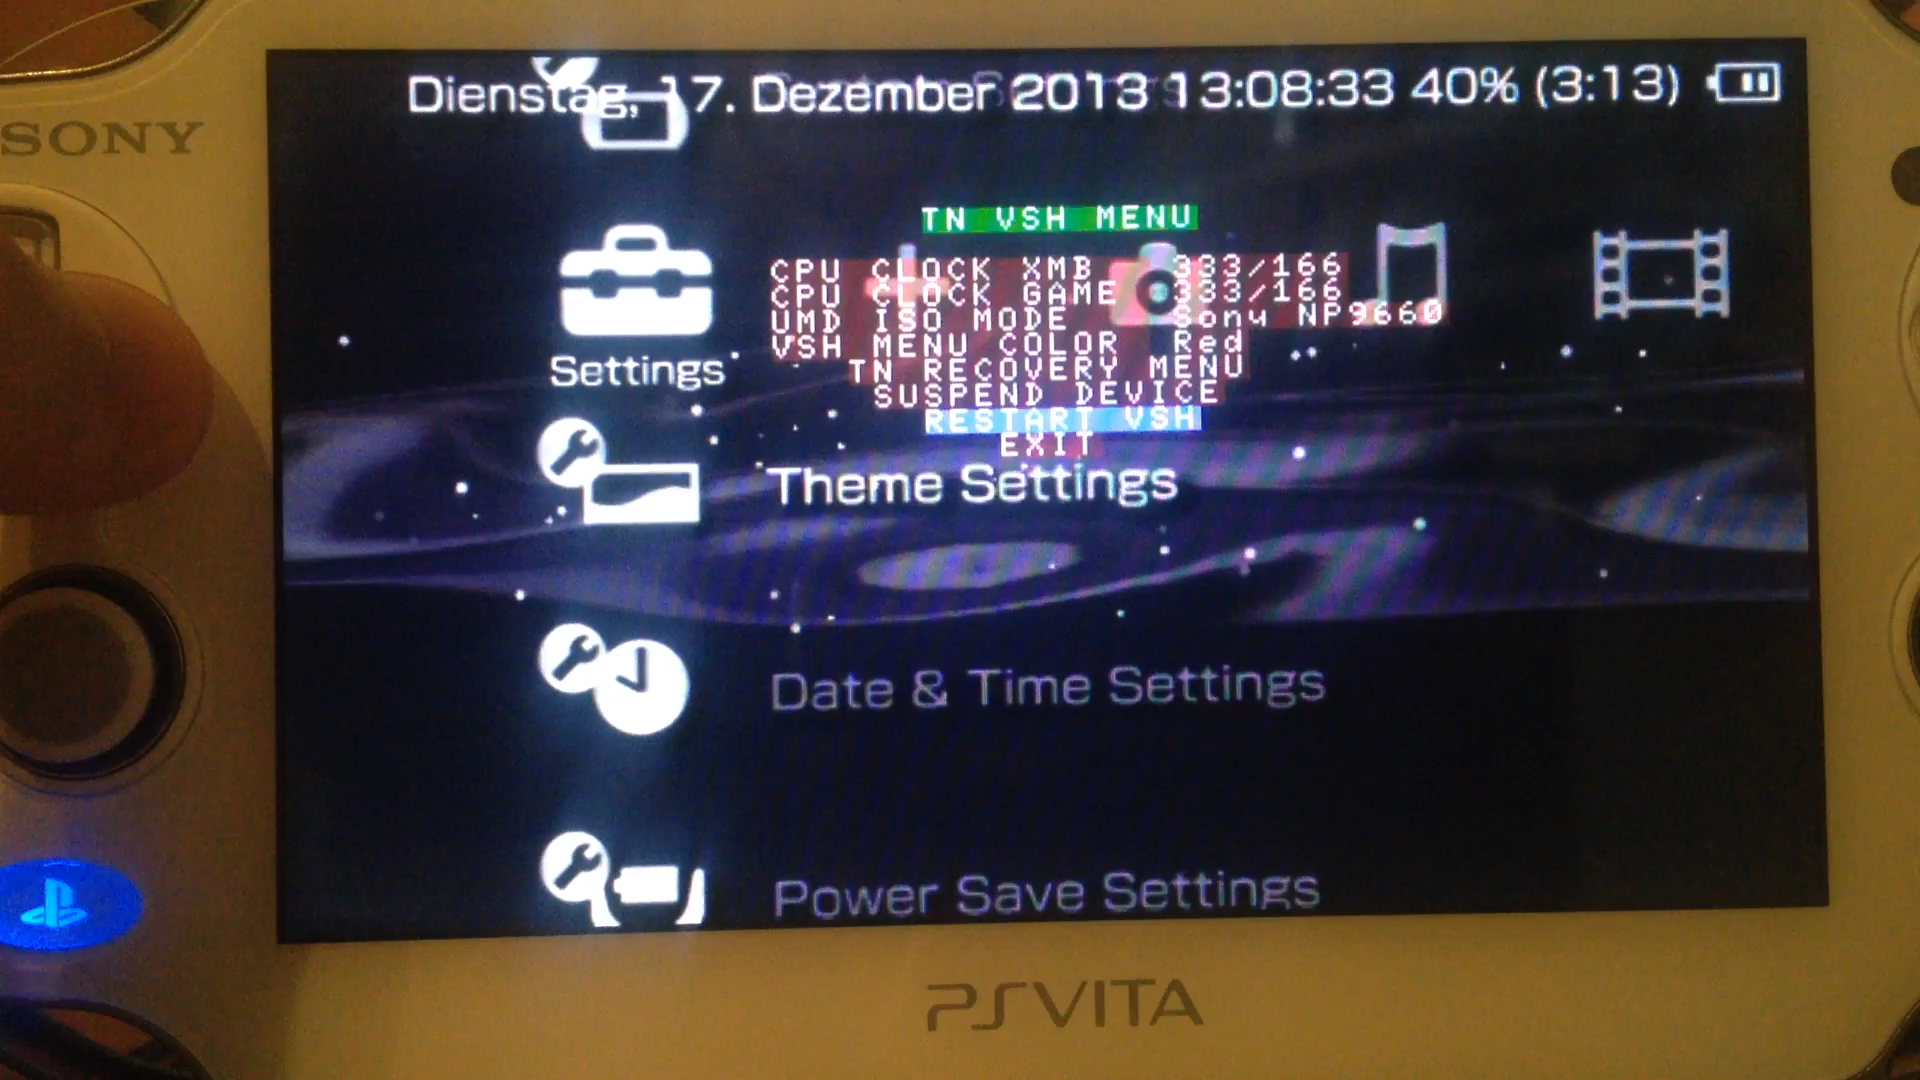 Dienstag, 17. Dezember 2013 13:08:33 40% (3:13)
SONY
TN VSH MENU
CPU CLOCK XMB 333/166
CPU CLOCK GAME 333/166
UMD ISO MODE Sony NP9660
VSH MENU COLOR Red
TN RECOVERY MENU
SUSPEND DEVICE
RESTART VSH
EXIT
Settings
Theme Settings
Date & Time Settings
Power Save Settings
PSVITA